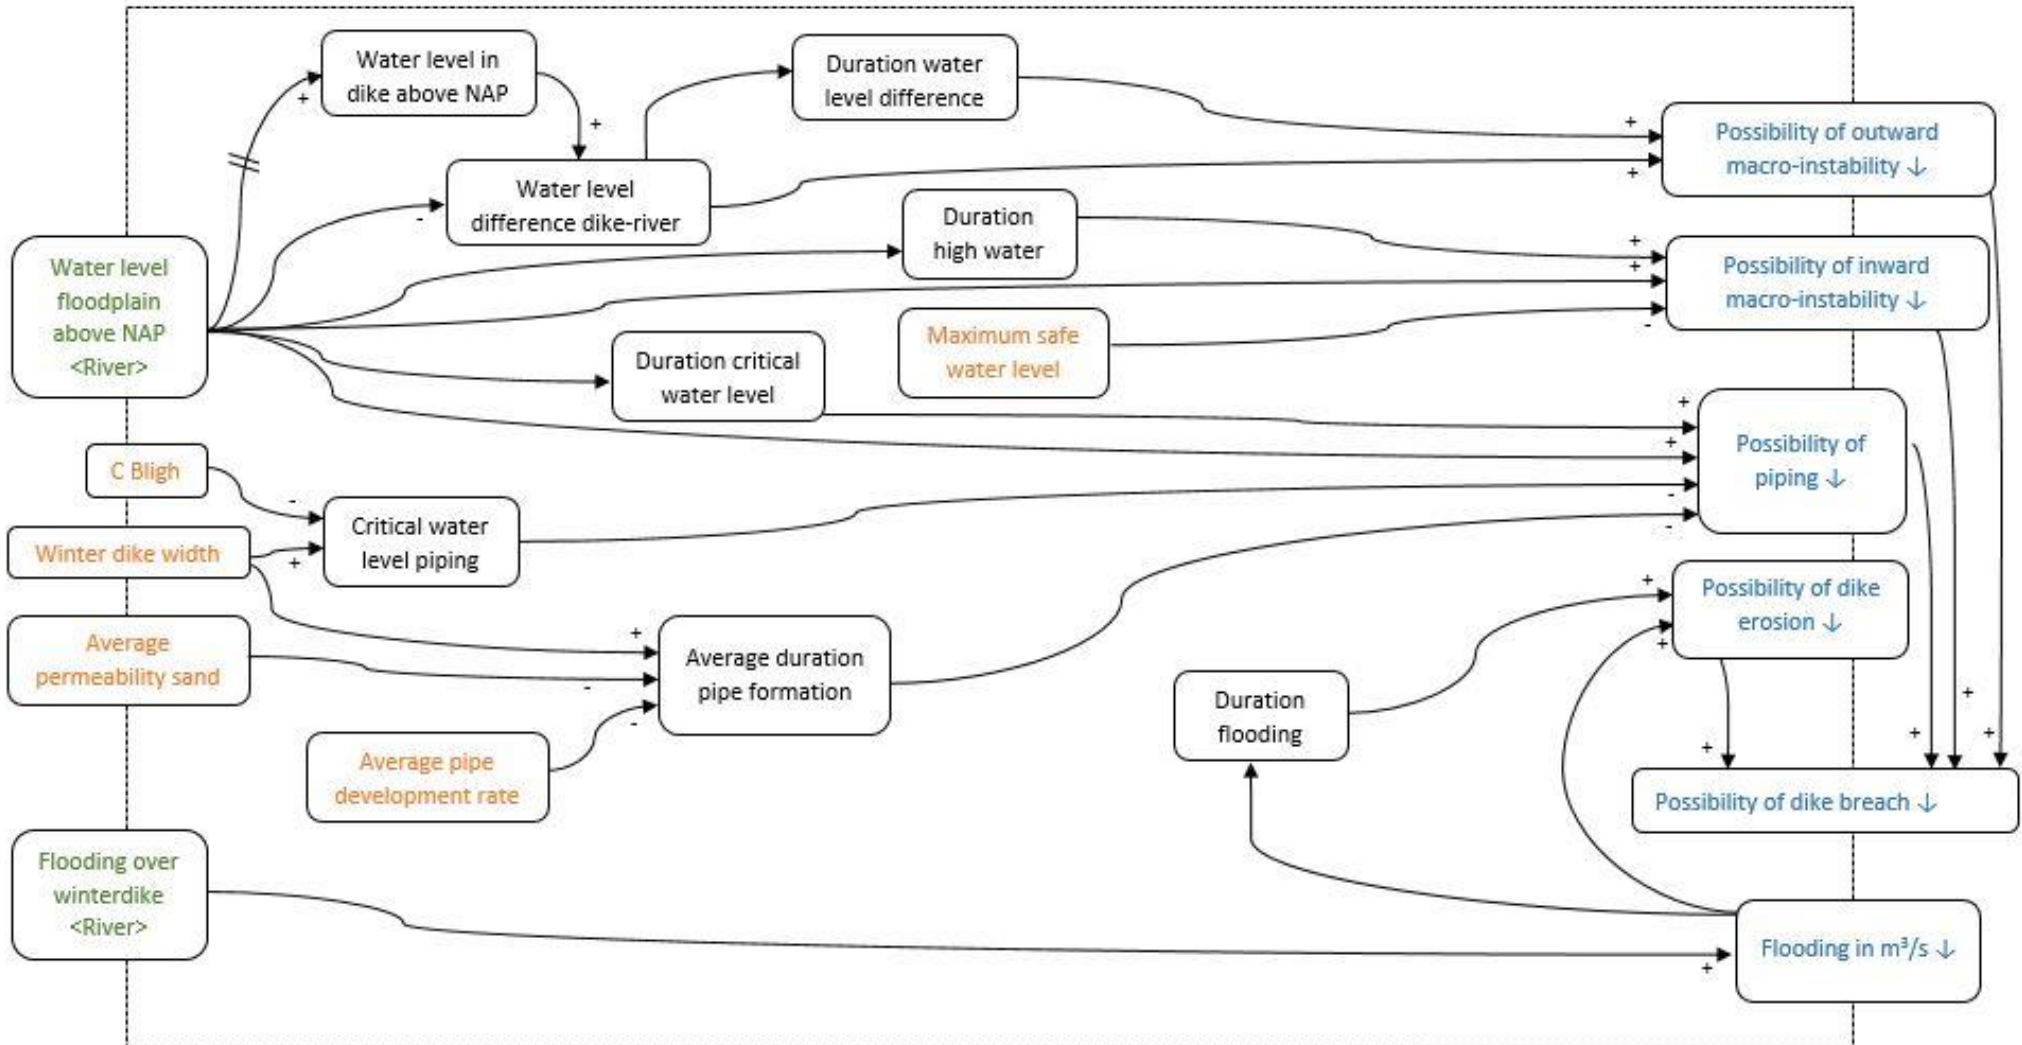 Water level in
dike above NAP
+
+
Duration water
level difference
+
+
Possibility of outward
macro-instability ↓
Water level
difference dike-river
-
Duration
high water
+
+
Possibility of inward
macro-instability ↓
Water level
floodplain
above NAP
<River>
Maximum safe
water level
-
Duration critical
water level
+
+
Possibility of
piping ↓
-
-
C Bligh
-
Critical water
level piping
Winter dike width
+
Average
permeability sand
+
-
-
Average duration
pipe formation
Average pipe
development rate
Possibility of dike
erosion ↓
+
+
Duration
flooding
+
+
+
+
Possibility of dike breach ↓
Flooding over
winterdike
<River>
Flooding in m³/s ↓
+